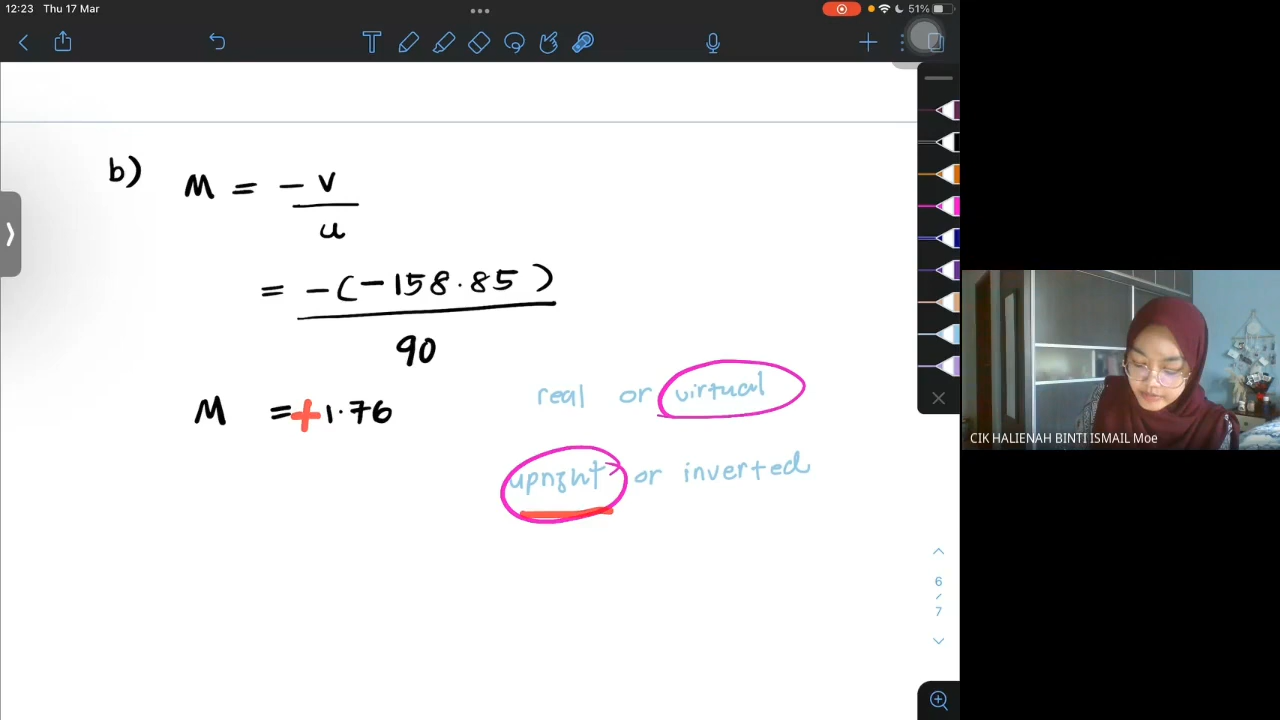 12:23 Thu 17 Mar
51%
T
b) M = - v
u
= -(-158.85)
90
M = +1.76
real or virtual
upright or inverted
6
/
7
CIK HALIENAH BINTI ISMAIL Moe